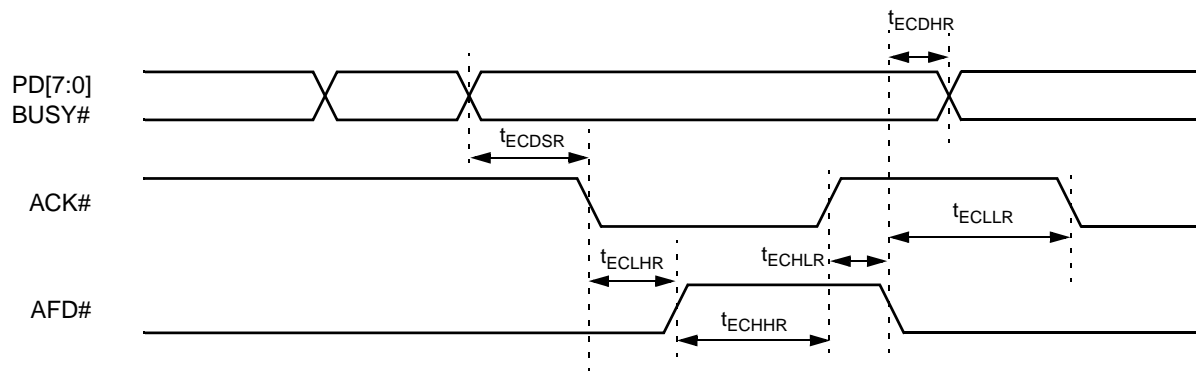 tECDHR
PD[7:0]
BUSY#
tECDSR
ACK#
tECLLR
tECLHR
tECHLR
AFD#
tECHHR